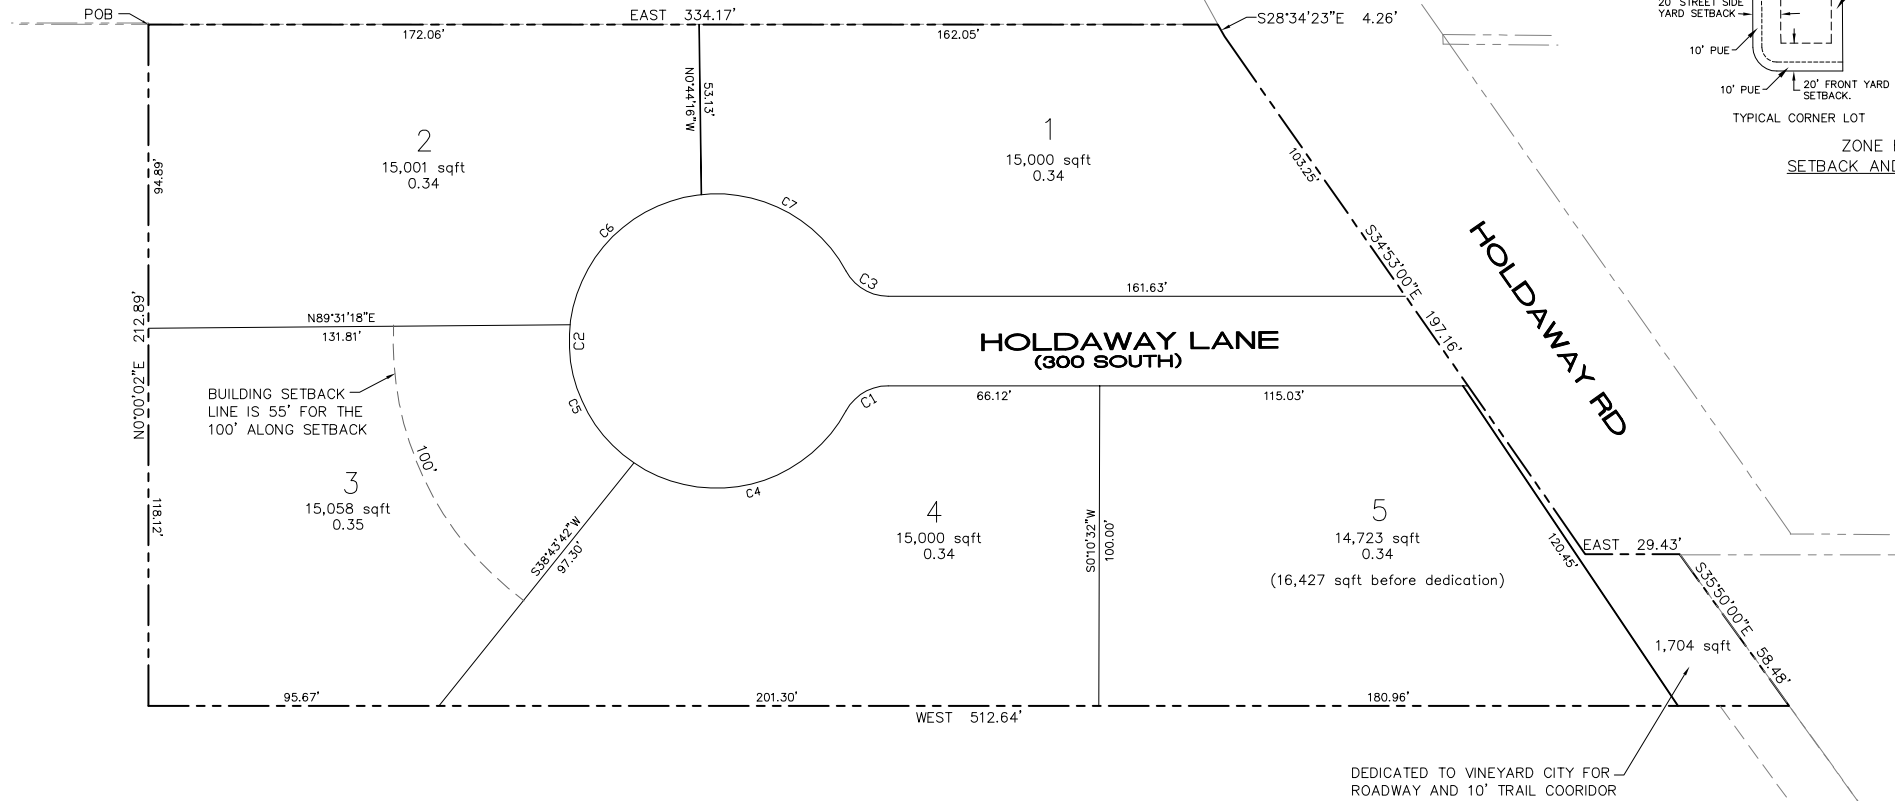 POB
EAST 334.17'
S28°34'23"E 4.26'
20' STREET SIDE
YARD SETBACK
10' PUE
10' PUE
20' FRONT YARD
SETBACK.
TYPICAL CORNER LOT
ZONE
SETBACK AND
172.06'
162.05'
N0°44'16"W
53.13'
2
15,001 sqft
0.34
1
15,000 sqft
0.34
94.89'
103.25'
C6
C7
C3
C2
C5
C1
C4
S34°53'00"E 197.16'
HOLDAWAY RD
161.63'
N89°31'18"E
131.81'
N0°00'02"E 212.89'
HOLDAWAY LANE
(300 SOUTH)
BUILDING SETBACK
LINE IS 55' FOR THE
100' ALONG SETBACK
100'
66.12'
115.03'
3
15,058 sqft
0.35
118.12'
S38°43'42"W
97.30'
4
15,000 sqft
0.34
S0°10'32"W
100.00'
5
14,723 sqft
0.34
(16,427 sqft before dedication)
120.45'
EAST 29.43'
S35°50'00"E 58.48'
1,704 sqft
95.67'
201.30'
180.96'
WEST 512.64'
DEDICATED TO VINEYARD CITY FOR
ROADWAY AND 10' TRAIL COORIDOR